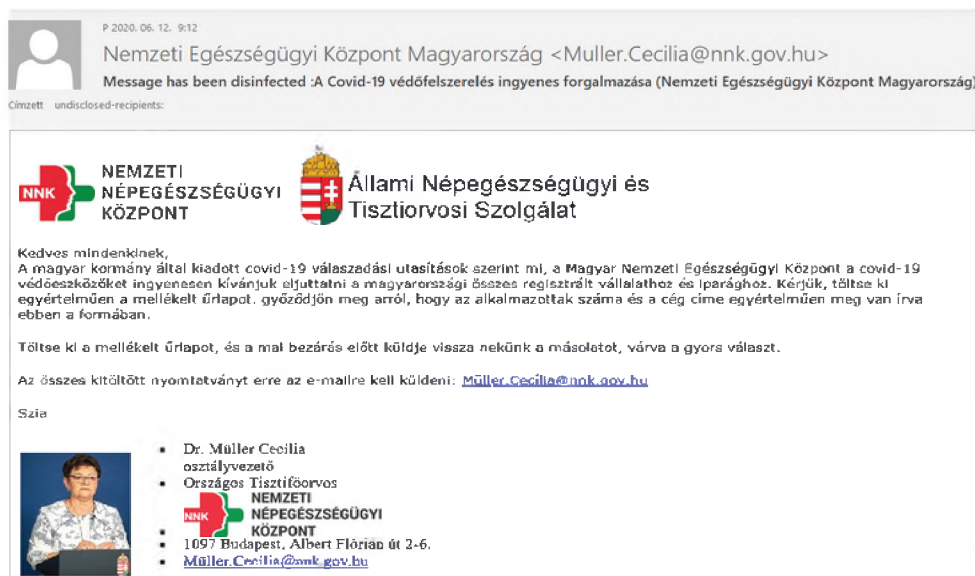 P 2020. 06. 12. 9:12
Nemzeti Egészségügyi Központ Magyarország <Muller.Cecilia@nnk.gov.hu>
Message has been disinfected :A Covid-19 védőfelszerelés ingyenes forgalmazása (Nemzeti Egészségügyi Központ Magyarország)
Címzett undisclosed-recipients:
NNK
NEMZETI
NÉPEGÉSZSÉGÜGYI
KÖZPONT
Állami Népegészségügyi és
Tisztiorvosi Szolgálat
Kedves mindenkinek,
A magyar kormány által kiadott covid-19 válaszadási utasítások szerint mi, a Magyar Nemzeti Egészségügyi Központ a covid-19
védőeszközöket ingyenesen kívánjuk eljuttatni a magyarországi összes regisztrált vállalathoz és iparághoz. Kérjük, töltse ki
egyértelműen a mellékelt űrlapot. győződjön meg arról, hogy az alkalmazottak száma és a cég címe egyértelműen meg van írva
ebben a formában.
Töltse ki a mellékelt űrlapot, és a mai bezárás előtt küldje vissza nekünk a másolatot, várva a gyors választ.
Az összes kitöltött nyomtatványt erre az e-mailre kell küldeni: Müller.Cecília@nnk.gov.hu
Szia
Dr. Müller Cecília
osztályvezető
Országos Tisztifőorvos
NNK
NEMZETI
NÉPEGÉSZSÉGÜGYI
KÖZPONT
1097 Budapest, Albert Flórián út 2-6.
Müller.Cecília@nnk.gov.hu